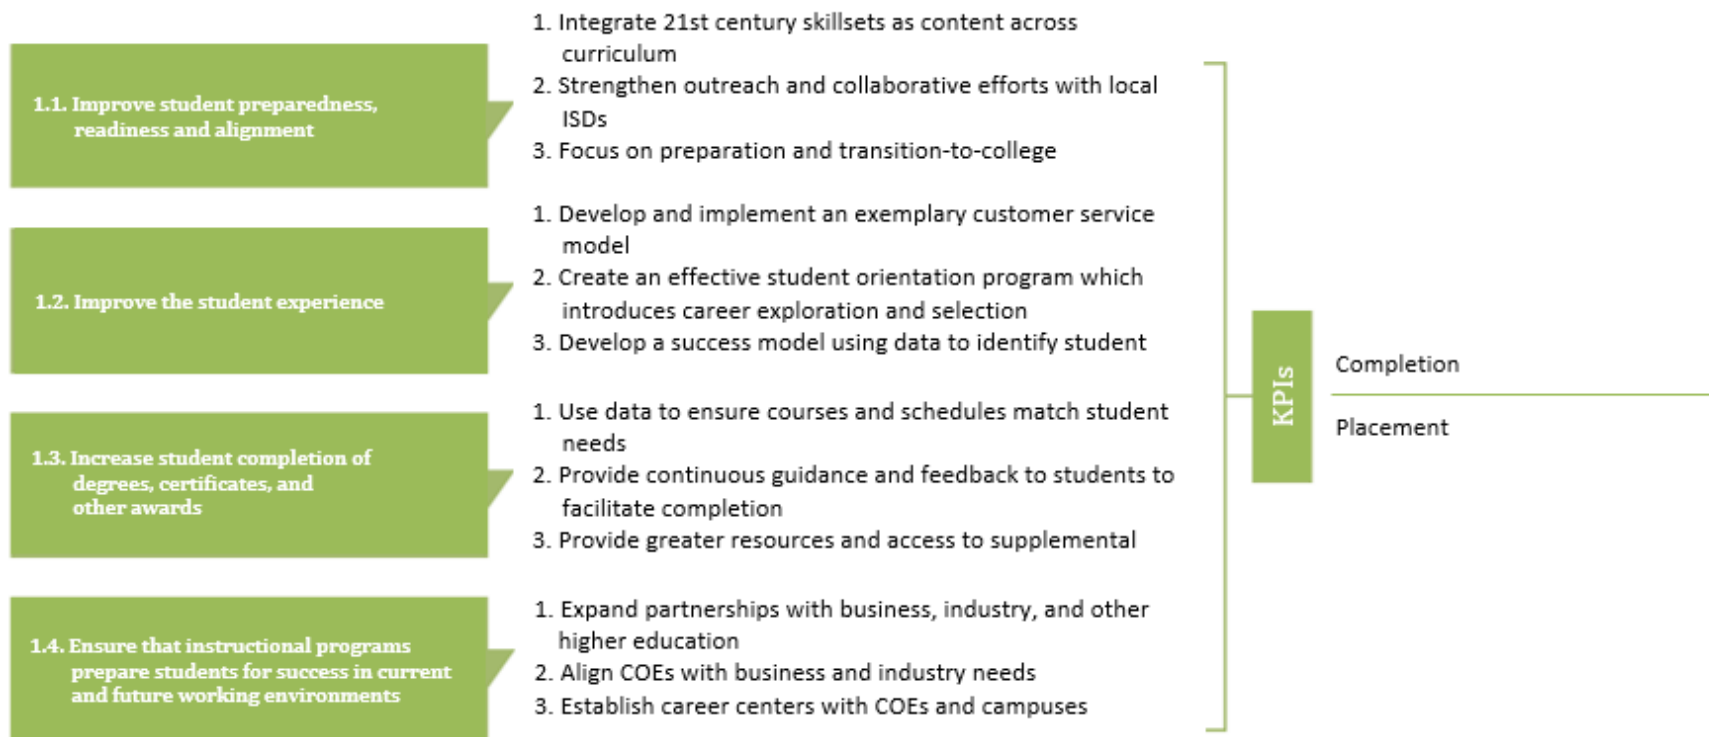 1.1. Improve student preparedness,
readiness and alignment
1. Integrate 21st century skillsets as content across
curriculum
2. Strengthen outreach and collaborative efforts with local
ISDs
3. Focus on preparation and transition-to-college
1.2. Improve the student experience
1. Develop and implement an exemplary customer service
model
2. Create an effective student orientation program which
introduces career exploration and selection
3. Develop a success model using data to identify student
1.3. Increase student completion of
degrees, certificates, and
other awards
1. Use data to ensure courses and schedules match student
needs
2. Provide continuous guidance and feedback to students to
facilitate completion
3. Provide greater resources and access to supplemental
1.4. Ensure that instructional programs
prepare students for success in current
and future working environments
1. Expand partnerships with business, industry, and other
higher education
2. Align COEs with business and industry needs
3. Establish career centers with COEs and campuses
KPIs
Completion
Placement